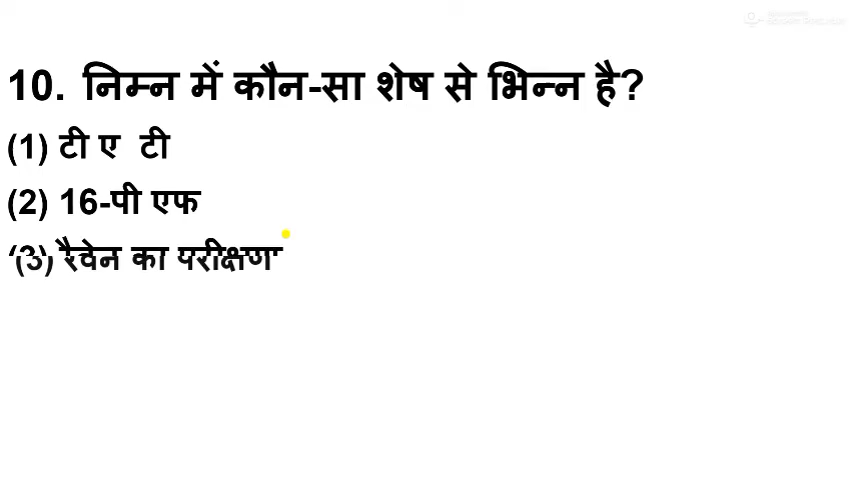 10. निम्न में कौन-सा शेष से भिन्न है?
(1) टी ए टी
(2) 16-पी एफ
(3) रैवेन का परीक्षण